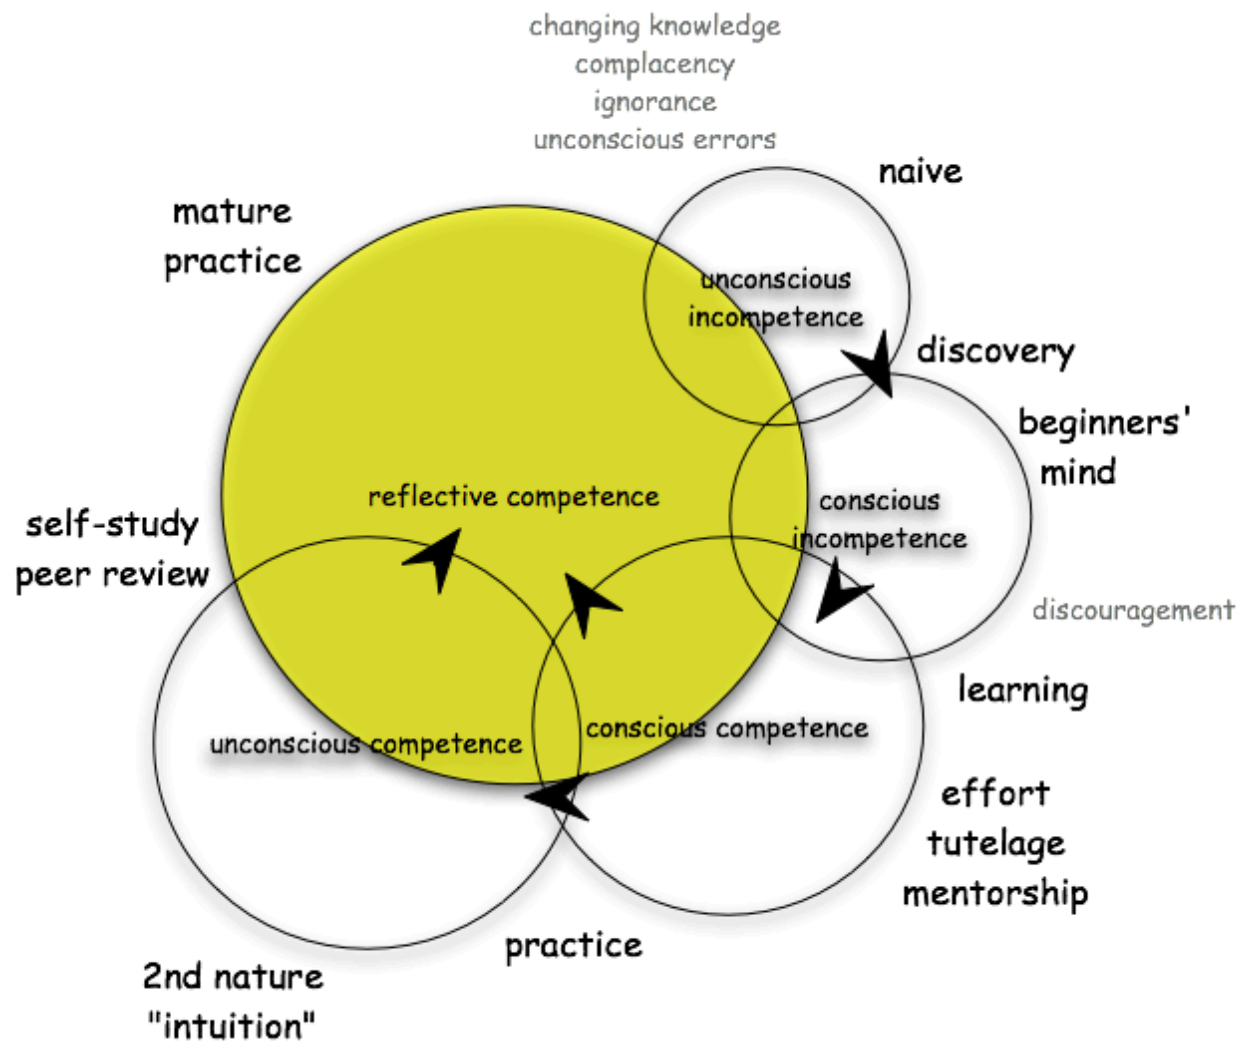 changing knowledge
complacency
ignorance
unconscious errors
naive
mature
practice
unconscious
incompetence
discovery
beginners'
mind
reflective competence
conscious
incompetence
self-study
peer review
discouragement
learning
unconscious competence
conscious competence
effort
tutelage
mentorship
practice
2nd nature
"intuition"